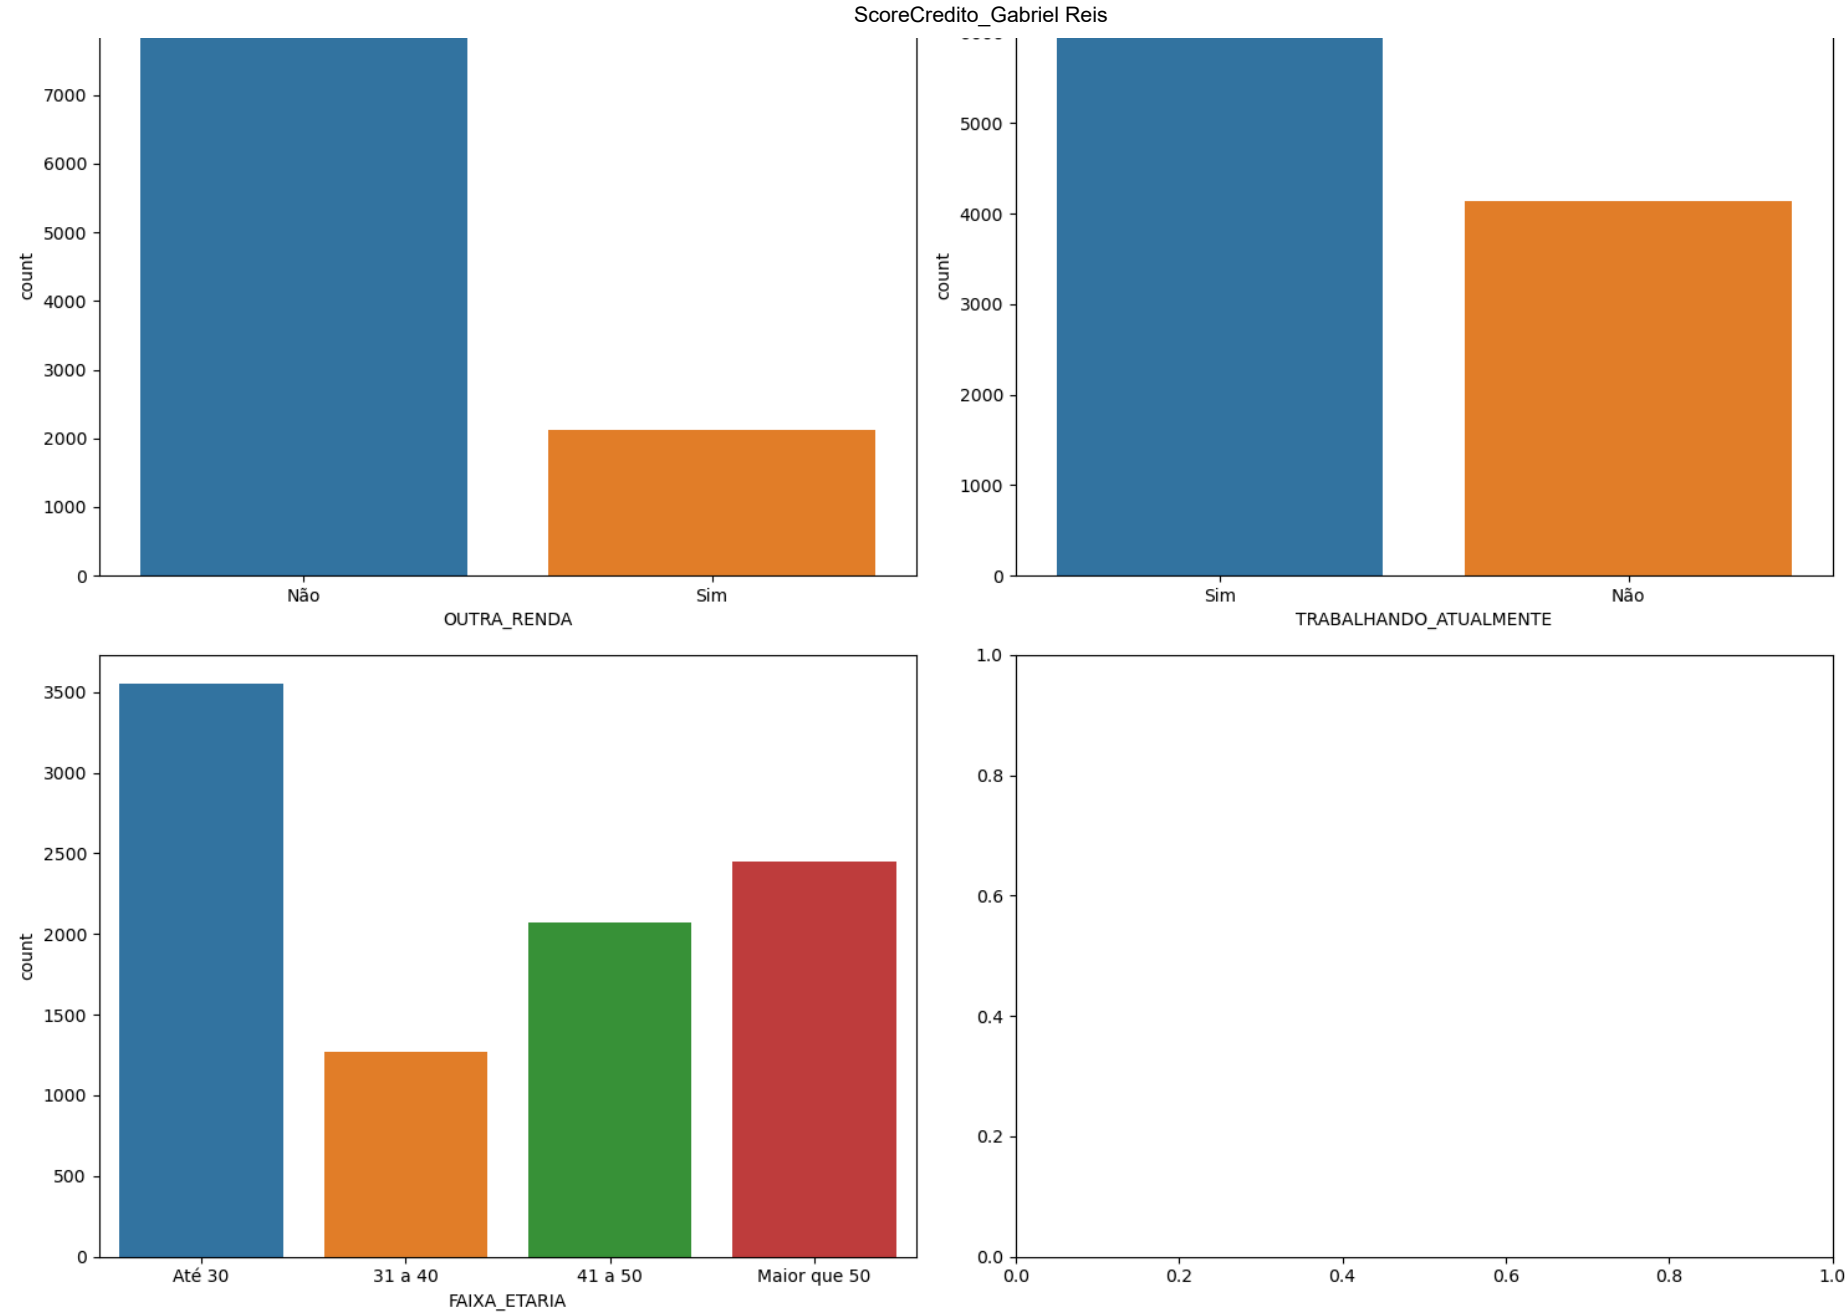 ScoreCredito_Gabriel Reis
7000
6000
5000
4000
3000
2000
1000
0
count
Não Sim
OUTRA_RENDA
5000
4000
3000
2000
1000
0
count
Sim Não
TRABALHANDO_ATUALMENTE
3500
3000
2500
2000
1500
1000
500
0
count
Até 30 31 a 40 41 a 50 Maior que 50
FAIXA_ETARIA
1.0
0.8
0.6
0.4
0.2
0.0
0.0 0.2 0.4 0.6 0.8 1.0